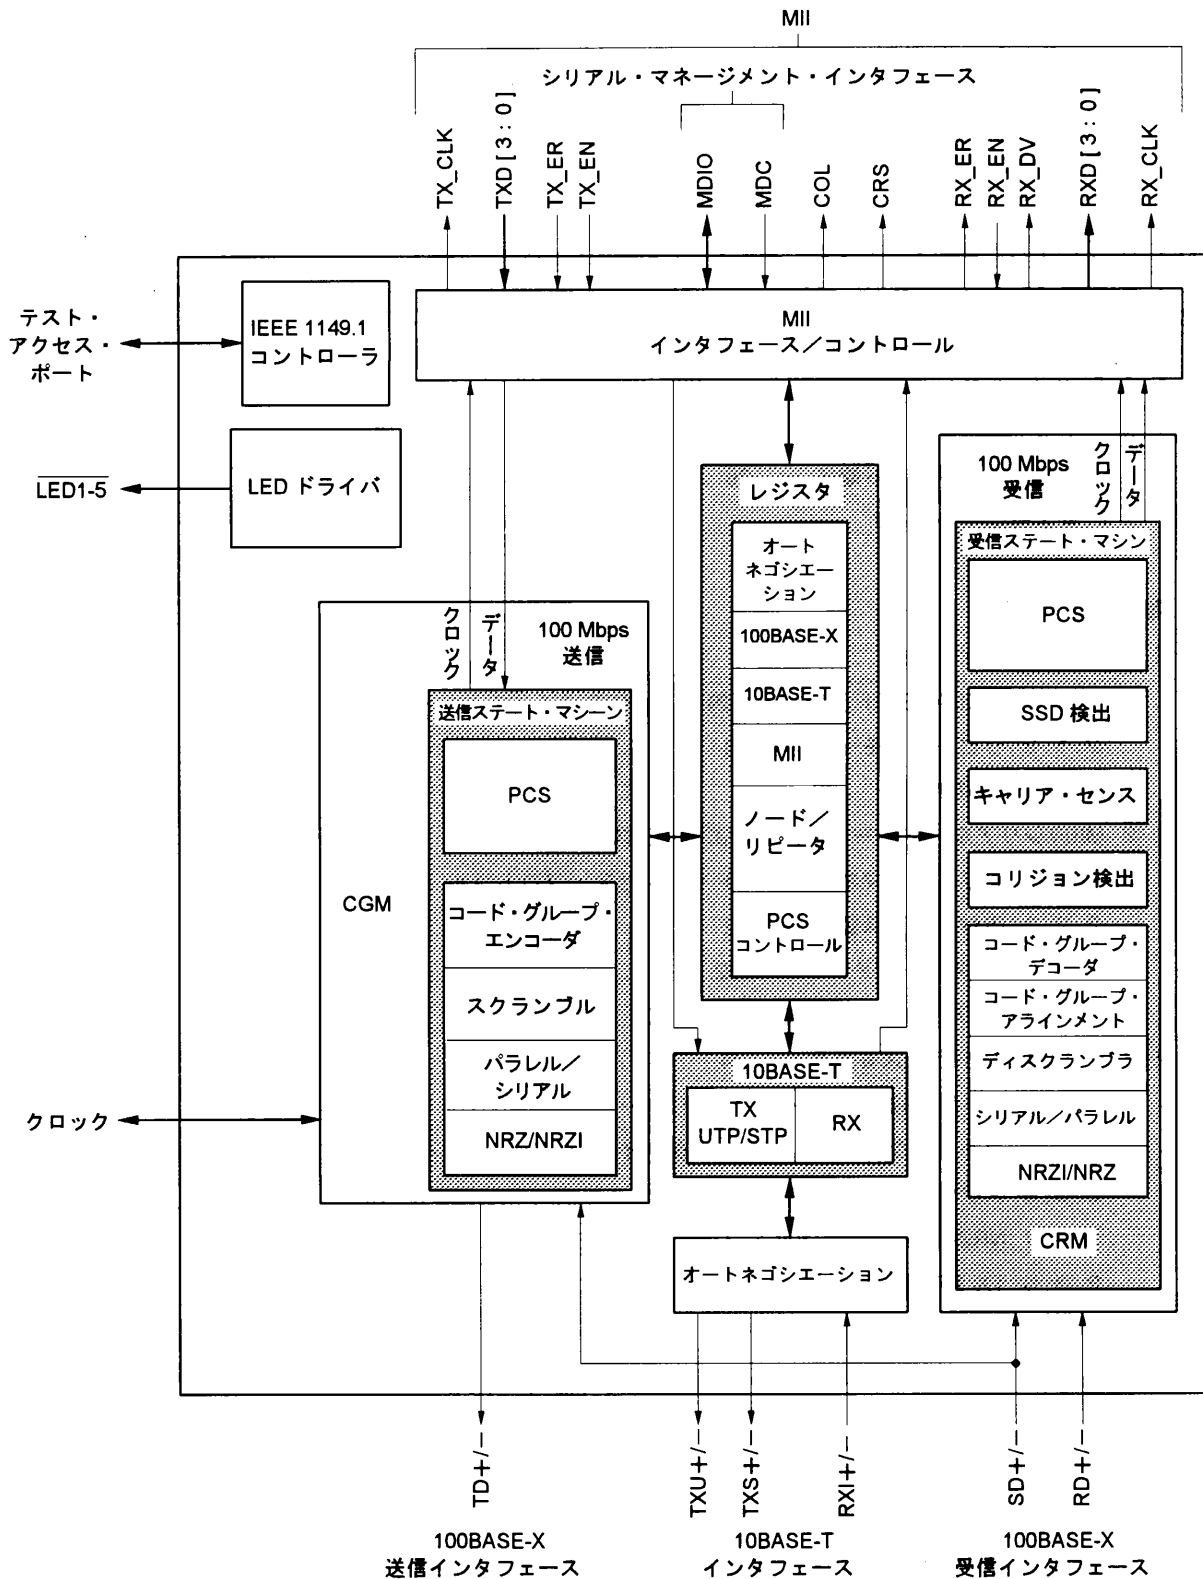 MII
シリアル・マネージメント・インタフェース
TX_CLK
TXD [ 3 : 0 ]
TX_ER
TX_EN
MDIO
MDC
COL
CRS
RX_ER
RX_EN
RX_DV
RXD [ 3 : 0 ]
RX_CLK
テスト・
アクセス・
ポート
IEEE 1149.1
コントローラ
MII
インタフェース／コントロール
LED1-5
LED ドライバ
レジスタ
オート
ネゴシエー
ション
100BASE-X
10BASE-T
MII
ノード／
リピータ
PCS
コントロール
100 Mbps
受信
クロック
データ
受信ステート・マシン
PCS
SSD 検出
キャリア・センス
コリジョン検出
コード・グループ・
デコーダ
コード・グループ・
アラインメント
ディスクランブラ
シリアル／パラレル
NRZI/NRZ
CRM
クロック
データ
100 Mbps
送信
送信ステート・マシーン
PCS
CGM
コード・グループ・
エンコーダ
スクランブル
パラレル／
シリアル
NRZ/NRZI
クロック
10BASE-T
TX
UTP/STP
RX
オートネゴシエーション
TD+/−
TXU+/−
TXS+/−
RXI+/−
SD+/−
RD+/−
100BASE-X
送信インタフェース
10BASE-T
インタフェース
100BASE-X
受信インタフェース